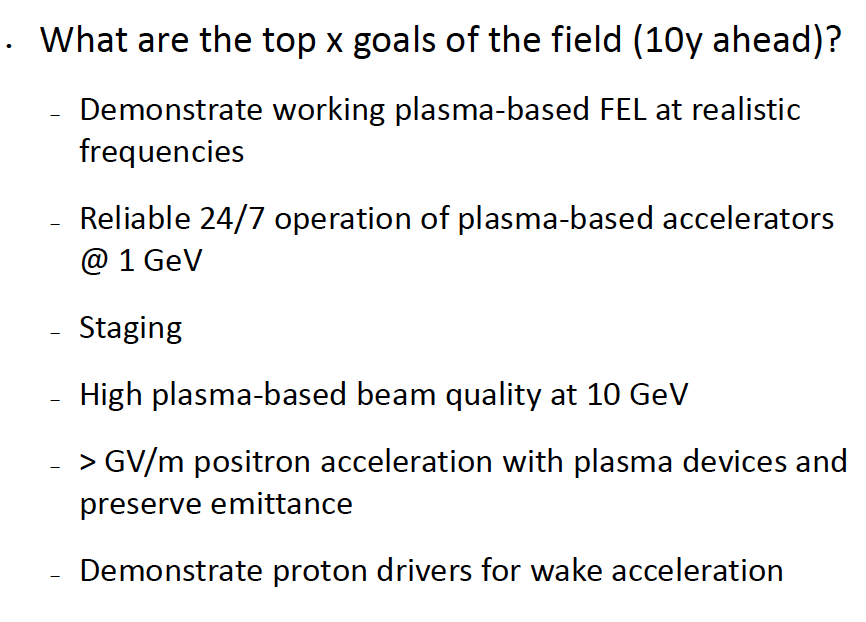 • What are the top x goals of the field (10y ahead)?
– Demonstrate working plasma-based FEL at realistic
frequencies
– Reliable 24/7 operation of plasma-based accelerators
@ 1 GeV
– Staging
– High plasma-based beam quality at 10 GeV
– > GV/m positron acceleration with plasma devices and
preserve emittance
– Demonstrate proton drivers for wake acceleration